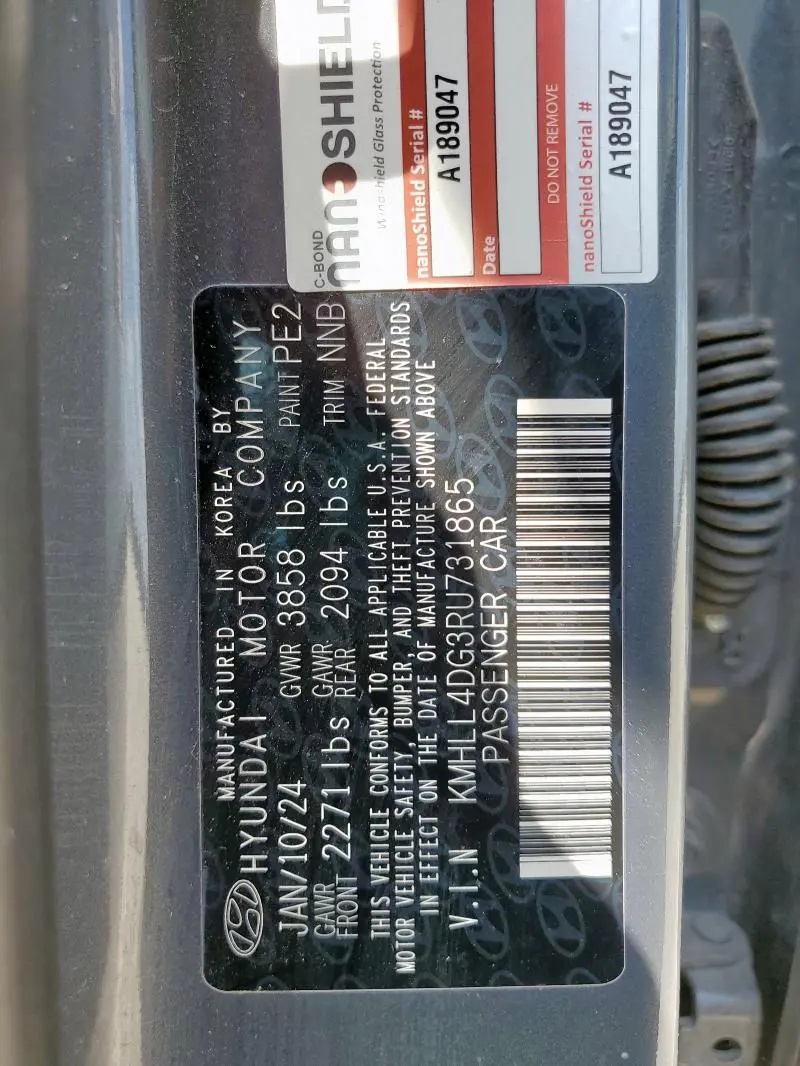 C-BOND
nanoSHIELD
Windshield Glass Protection
nanoShield Serial #
A189047
Date
DO NOT REMOVE
nanoShield Serial #
A189047
MANUFACTURED IN KOREA BY
HYUNDAI MOTOR COMPANY
JAN/10/24 GVWR 3858 lbs PAINT PE2
GAWR FRONT 2271 lbs GAWR REAR 2094 lbs TRIM NNB
THIS VEHICLE CONFORMS TO ALL APPLICABLE U.S.A. FEDERAL
MOTOR VEHICLE SAFETY, BUMPER, AND THEFT PREVENTION STANDARDS
IN EFFECT ON THE DATE OF MANUFACTURE SHOWN ABOVE
V.I.N KMHLL4DG3RU731865
PASSENGER CAR